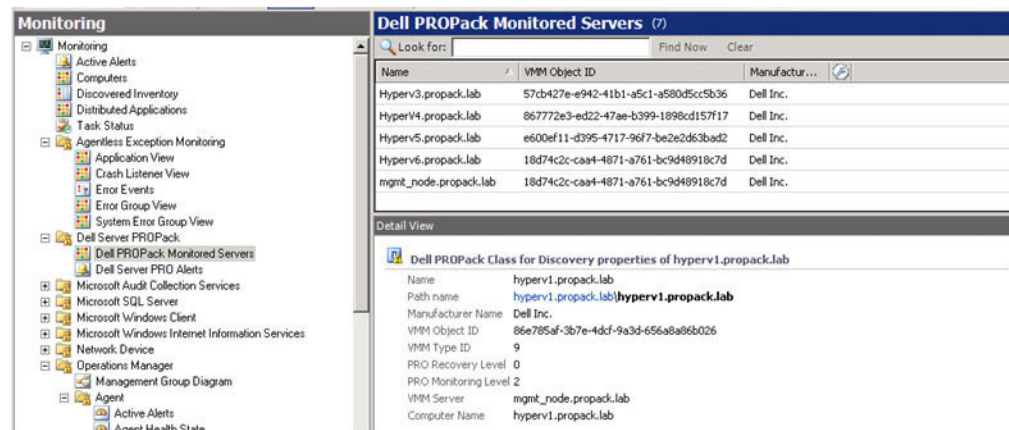 Monitoring
Monitoring
Active Alerts
Computers
Discovered Inventory
Distributed Applications
Task Status
Agentless Exception Monitoring
Application View
Crash Listener View
Error Events
Error Group View
System Error Group View
Dell Server PROPack
Dell PROPack Monitored Servers
Dell Server PRO Alerts
Microsoft Audit Collection Services
Microsoft SQL Server
Microsoft Windows Client
Microsoft Windows Internet Information Services
Network Device
Operations Manager
Management Group Diagram
Agent
Active Alerts
Agent Health State
Dell PROPack Monitored Servers (7)
Look for: Find Now Clear
Name VMM Object ID Manufactur...
Hyperv3.propack.lab 57cb427e-e942-41b1-a5c1-a580d5cc5b36 Dell Inc.
HyperV4.propack.lab 867772e3-ed22-47ae-b399-1898cd157f17 Dell Inc.
Hyperv5.propack.lab e600ef11-d395-4717-96f7-be2e2d63bad2 Dell Inc.
Hyperv6.propack.lab 18d74c2c-caa4-4871-a761-bc9d48918c7d Dell Inc.
mgmt_node.propack.lab 18d74c2c-caa4-4871-a761-bc9d48918c7d Dell Inc.
Detail View
Dell PROPack Class for Discovery properties of hyperv1.propack.lab
Name hyperv1.propack.lab
Path name hyperv1.propack.lab\hyperv1.propack.lab
Manufacturer Name Dell Inc.
VMM Object ID 86e785af-3b7e-4dcf-9a3d-656a8a86b026
VMM Type ID 9
PRO Recovery Level 0
PRO Monitoring Level 2
VMM Server mgmt_node.propack.lab
Computer Name hyperv1.propack.lab